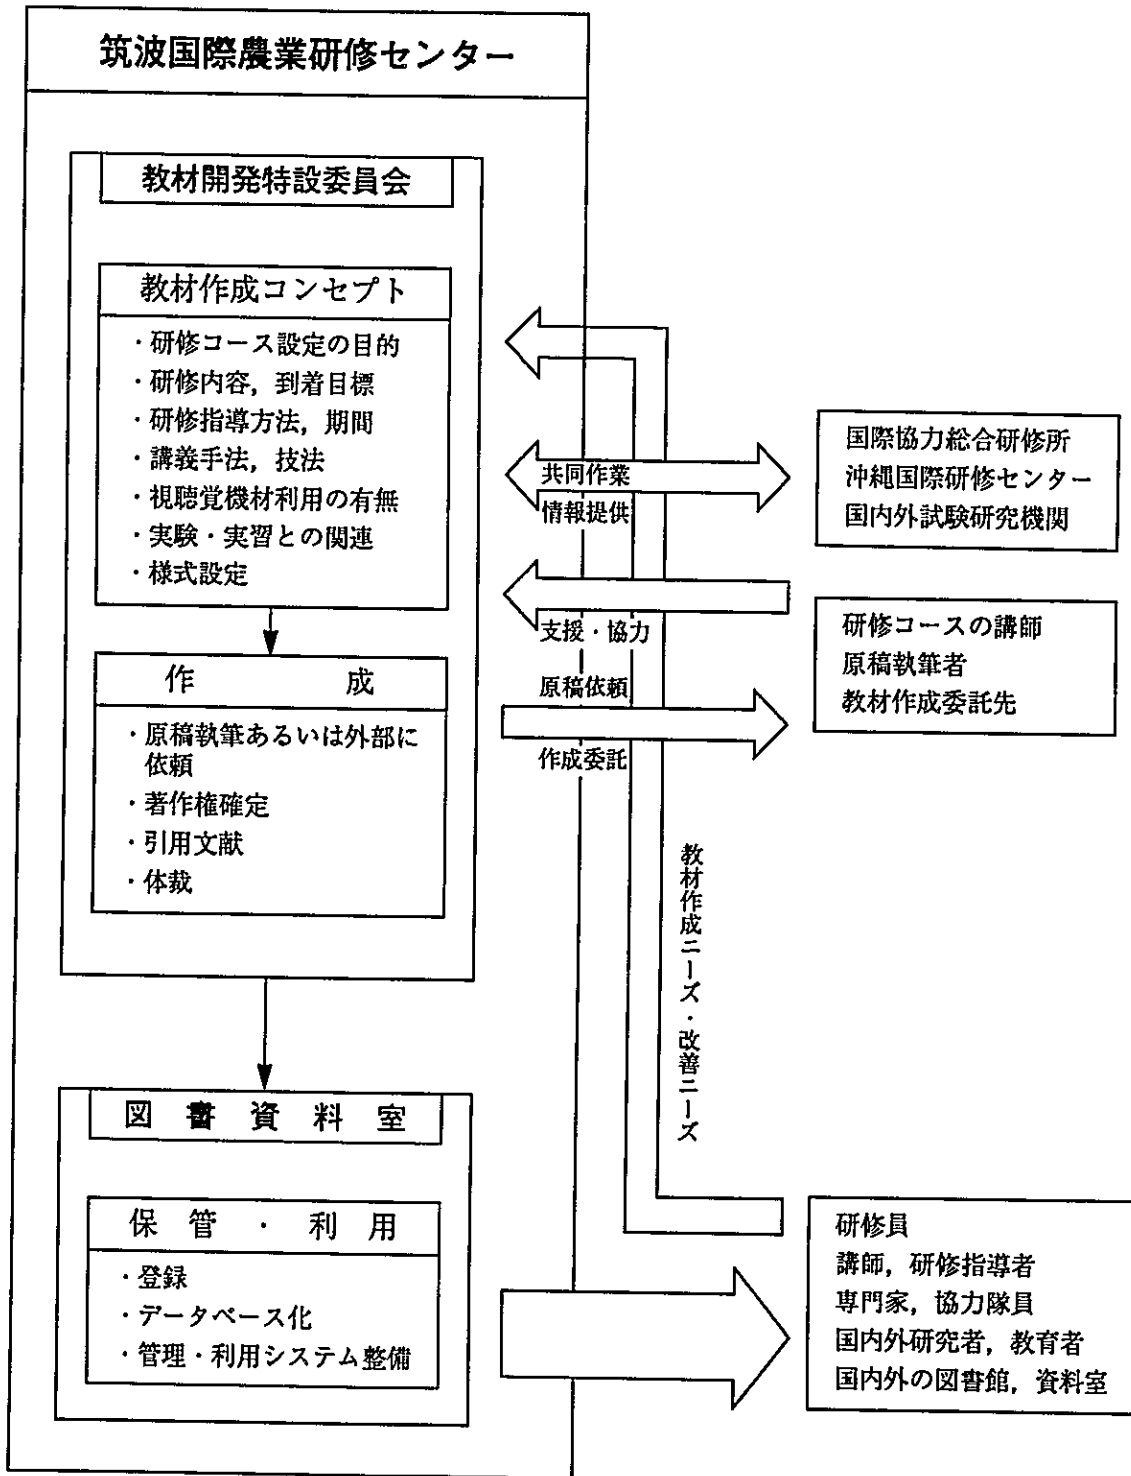 筑波国際農業研修センター
教材開発特設委員会
教材作成コンセプト
・研修コース設定の目的
・研修内容，到着目標
・研修指導方法，期間
・講義手法，技法
・視聴覚機材利用の有無
・実験・実習との関連
・様式設定
作成
・原稿執筆あるいは外部に
依頼
・著作権確定
・引用文献
・体裁
図書資料室
保管・利用
・登録
・データベース化
・管理・利用システム整備
共同作業
情報提供
支援・協力
原稿依頼
作成委託
教材作成ニーズ・改善ニーズ
国際協力総合研修所
沖縄国際研修センター
国内外試験研究機関
研修コースの講師
原稿執筆者
教材作成委託先
研修員
講師，研修指導者
専門家，協力隊員
国内外研究者，教育者
国内外の図書館，資料室